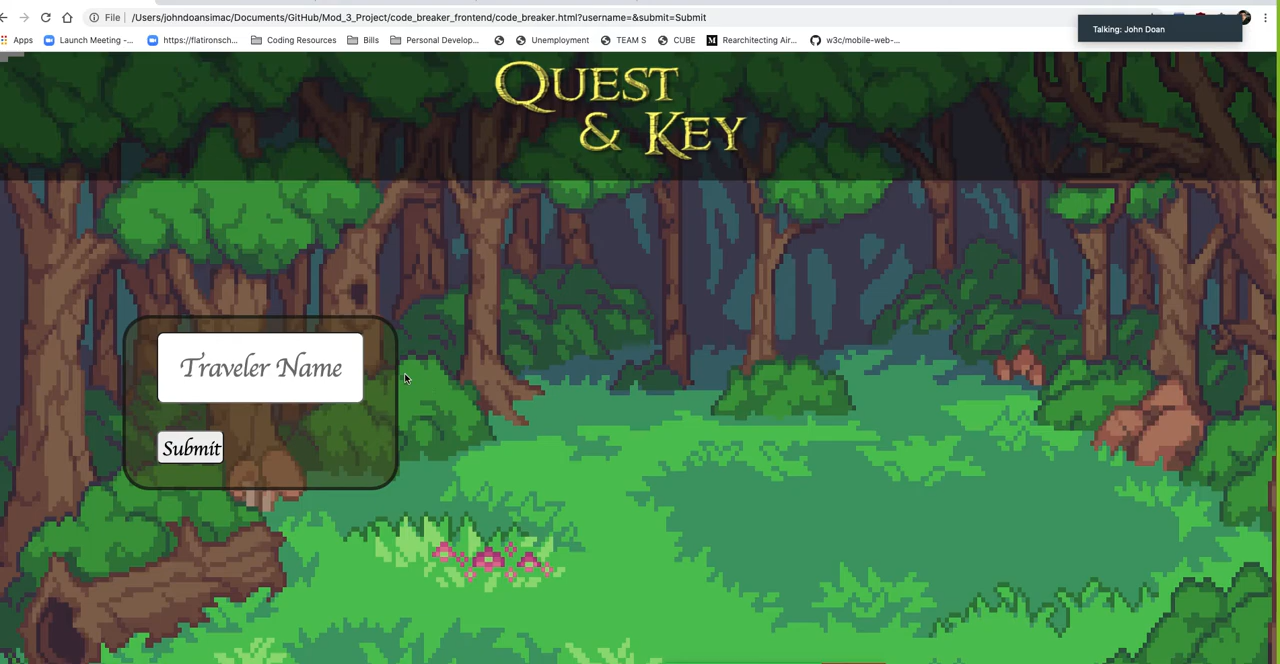 File /Users/johndoansimac/Documents/GitHub/Mod_3_Project/code_breaker_frontend/code_breaker.html?username=&submit=Submit
Apps Launch Meeting -... https://flatironsch... Coding Resources Bills Personal Develop... Unemployment TEAM S CUBE Rearchitecting Air... w3c/mobile-web-...
Talking: John Doan
QUEST
& KEY
Traveler Name
Submit